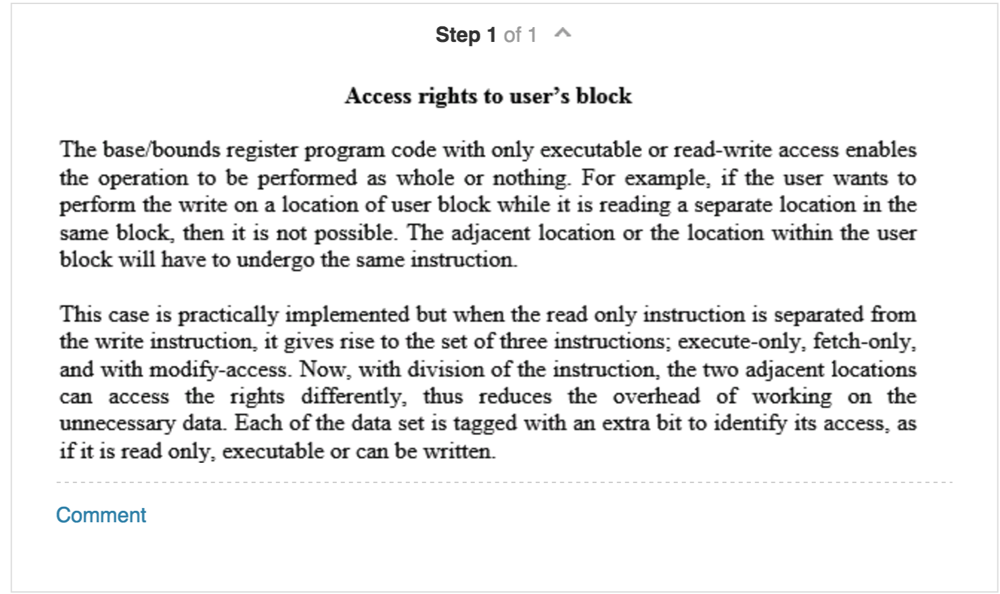 Step 1 of 1
Access rights to user’s block
The base/bounds register program code with only executable or read-write access enables
the operation to be performed as whole or nothing. For example, if the user wants to
perform the write on a location of user block while it is reading a separate location in the
same block, then it is not possible. The adjacent location or the location within the user
block will have to undergo the same instruction.
This case is practically implemented but when the read only instruction is separated from
the write instruction, it gives rise to the set of three instructions; execute-only, fetch-only,
and with modify-access. Now, with division of the instruction, the two adjacent locations
can access the rights differently, thus reduces the overhead of working on the
unnecessary data. Each of the data set is tagged with an extra bit to identify its access, as
if it is read only, executable or can be written.
Comment